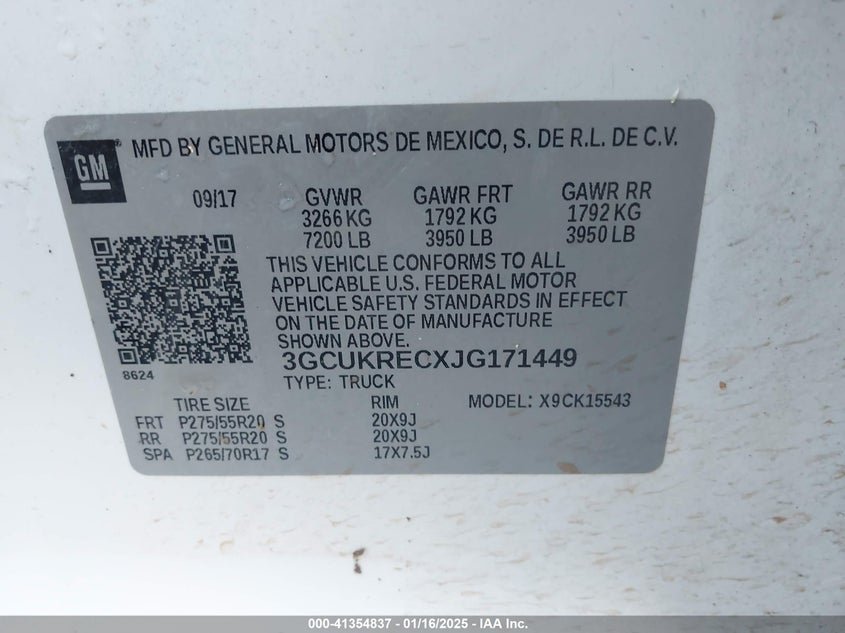 GM
MFD BY GENERAL MOTORS DE MEXICO, S. DE R.L. DE C.V.
09/17 GVWR GAWR FRT GAWR RR
3266 KG 1792 KG 1792 KG
7200 LB 3950 LB 3950 LB
THIS VEHICLE CONFORMS TO ALL
APPLICABLE U.S. FEDERAL MOTOR
VEHICLE SAFETY STANDARDS IN EFFECT
ON THE DATE OF MANUFACTURE
SHOWN ABOVE.
8624
3GCUKRECXJG171449
TYPE: TRUCK
TIRE SIZE RIM MODEL: X9CK15543
FRT P275/55R20 S 20X9J
RR P275/55R20 S 20X9J
SPA P265/70R17 S 17X7.5J
000-41354837 - 01/16/2025 - IAA Inc.